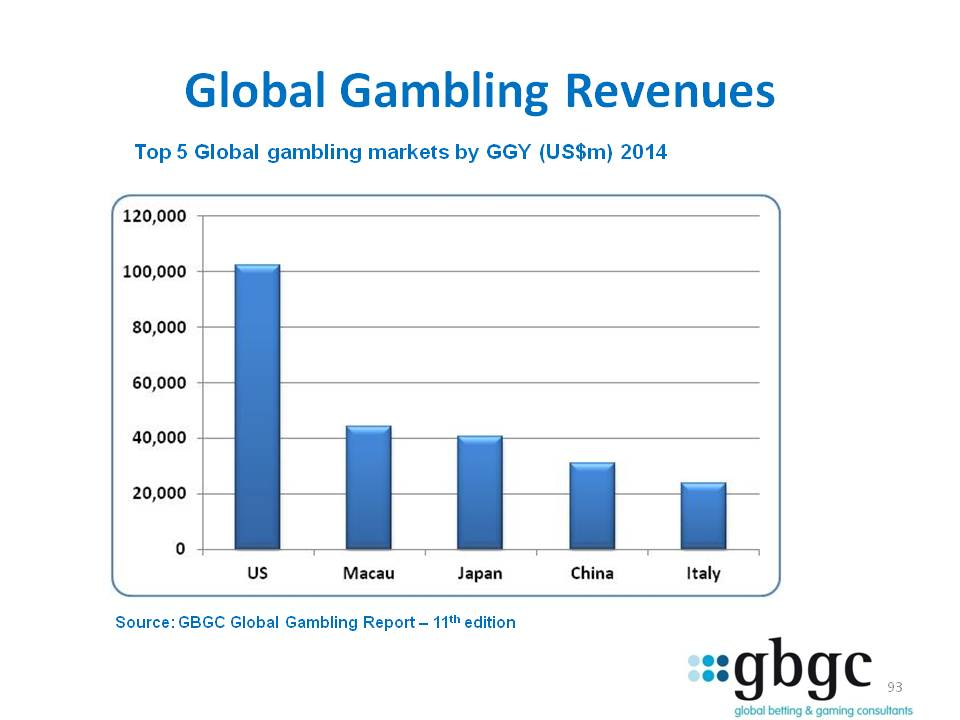 Global Gambling Revenues
Top 5 Global gambling markets by GGY (US$m) 2014
120,000
100,000
80,000
60,000
40,000
20,000
0
US Macau Japan China Italy
Source: GBGC Global Gambling Report – 11th edition
gbgc
93
global betting & gaming consultants